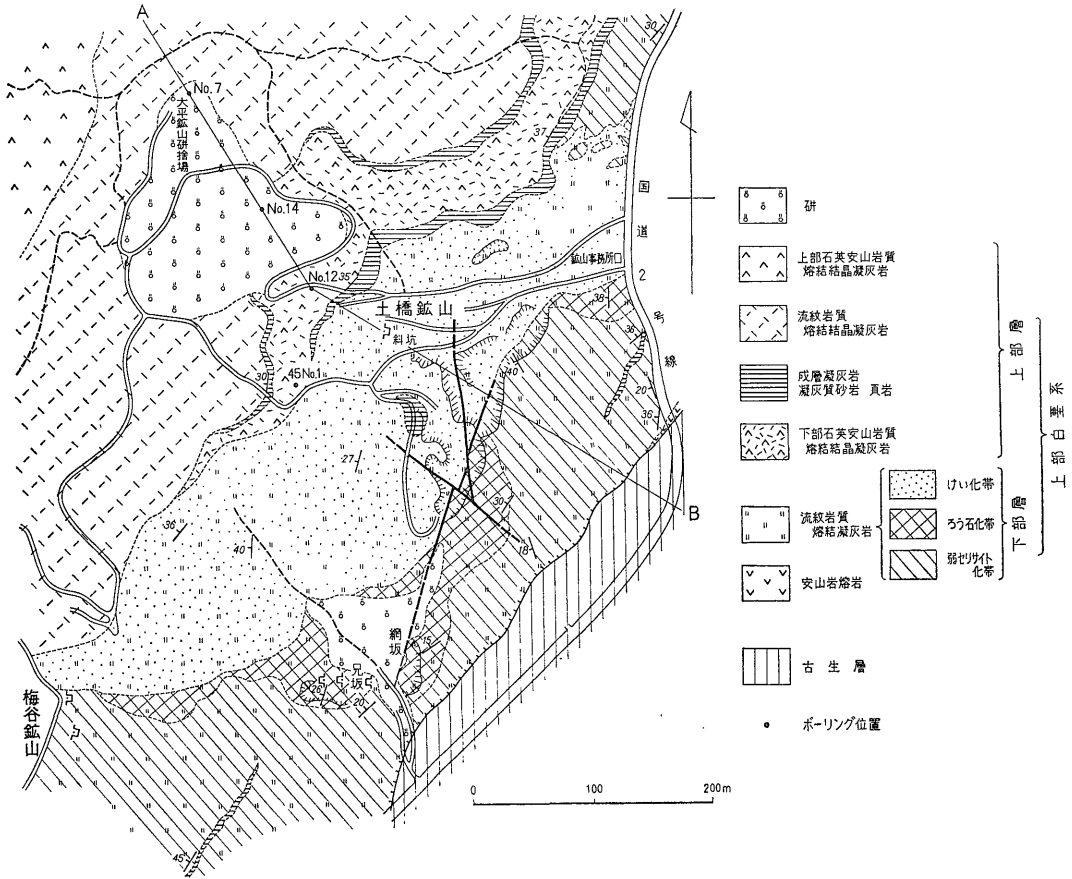 A
30
No.7
大平鉱山研捨場
37
No.14
国道2号線
鉱山事務所口
No.12
35
土橋鉱山
斜坑
38
36
30
45No.1
40
20
36
27
30
B
36
40
18
網坂
15
兄坂
26
20
梅谷鉱山
45
0 100 200m
研
上部石英安山岩質
熔結結晶凝灰岩
流紋岩質
熔結結晶凝灰岩
成層凝灰岩
凝灰質砂岩 頁岩
下部石英安山岩質
熔結結晶凝灰岩
流紋岩質
熔結凝灰岩
けい化帯
ろう石化帯
弱セリサイト
化帯
安山岩熔岩
古生層
ボーリング位置
上部層
下部層
上部白堊系